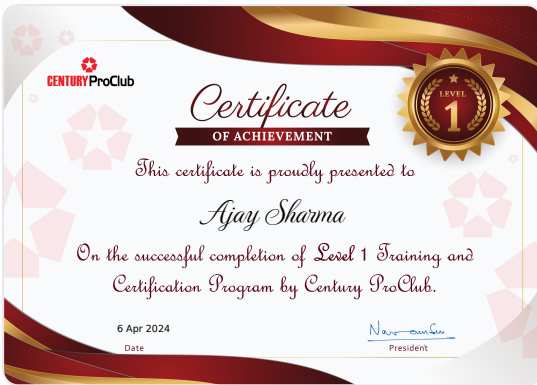 CENTURY ProClub
LEVEL
1
Certificate
OF ACHIEVEMENT
This certificate is proudly presented to
Ajay Sharma
On the successful completion of Level 1 Training and
Certification Program by Century ProClub.
6 Apr 2024
Date
President